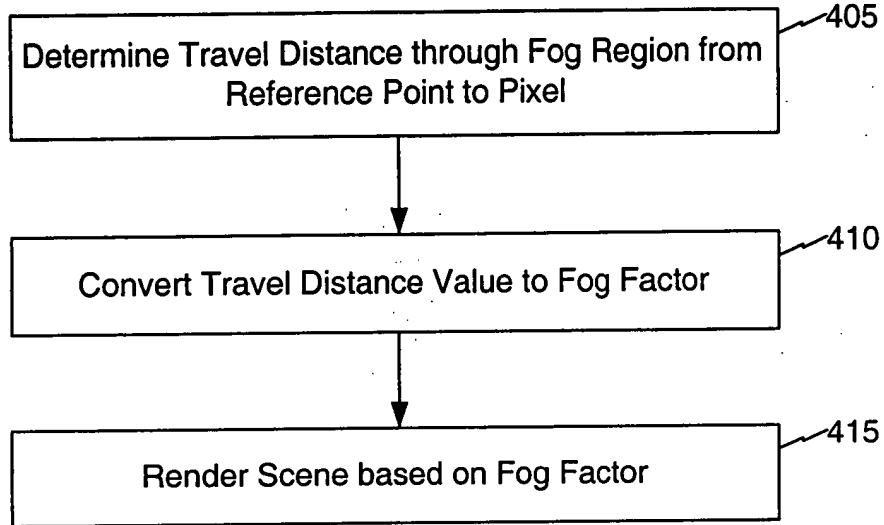 405
Determine Travel Distance through Fog Region from
Reference Point to Pixel
410
Convert Travel Distance Value to Fog Factor
415
Render Scene based on Fog Factor